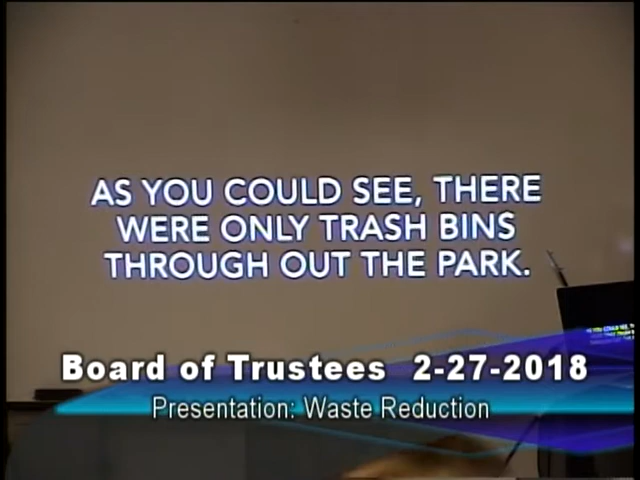 AS YOU COULD SEE, THERE
WERE ONLY TRASH BINS
THROUGH OUT THE PARK.
Board of Trustees 2-27-2018
Presentation: Waste Reduction